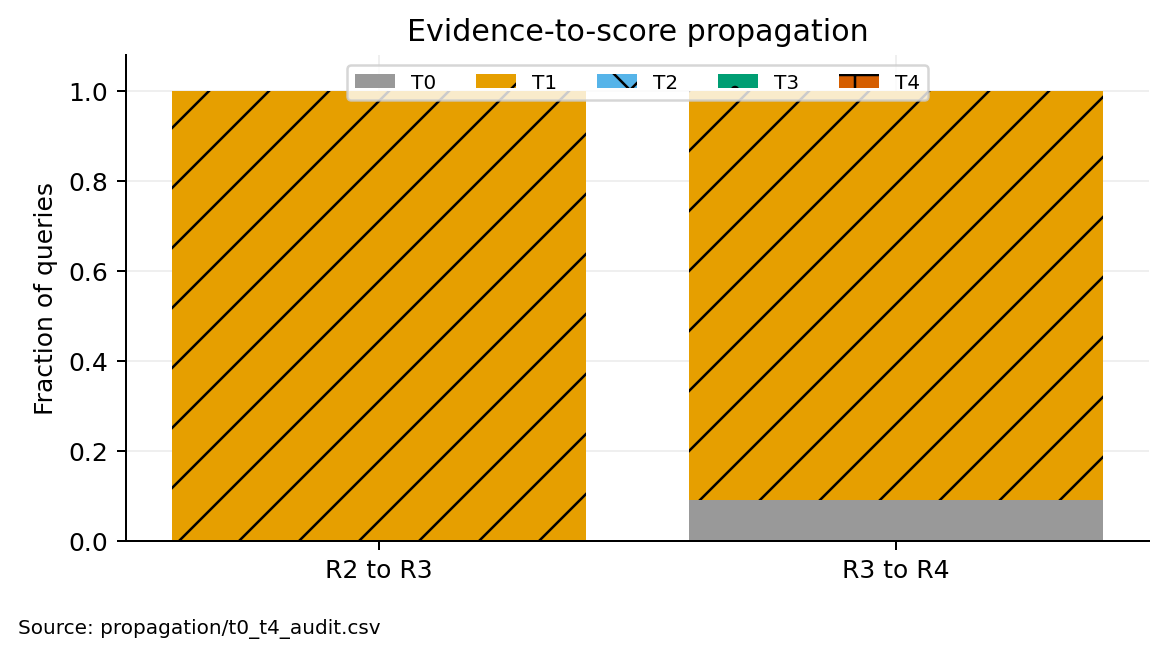 Evidence-to-score propagation
T0 T1 T2 T3 T4
1.0
0.8
0.6
0.4
0.2
0.0
Fraction of queries
R2 to R3 R3 to R4
Source: propagation/t0_t4_audit.csv